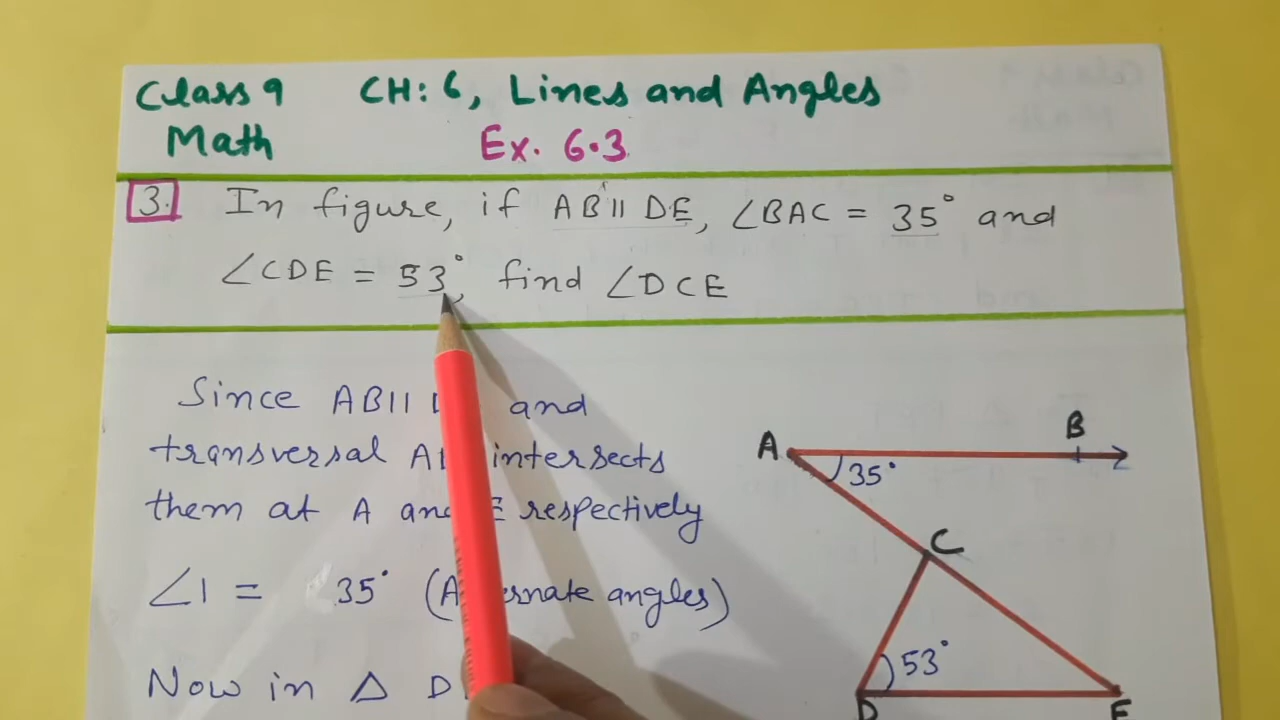 Class 9 CH: 6, Lines and Angles
Math Ex. 6.3
3. In figure, if AB || DE, ∠BAC = 35° and
∠CDE = 53°, find ∠DCE
Since AB || and
transversal intersects
them at A and E respectively
∠1 = 35° (Alternate angles)
Now in △ D
A
B
35°
C
53°
D
E